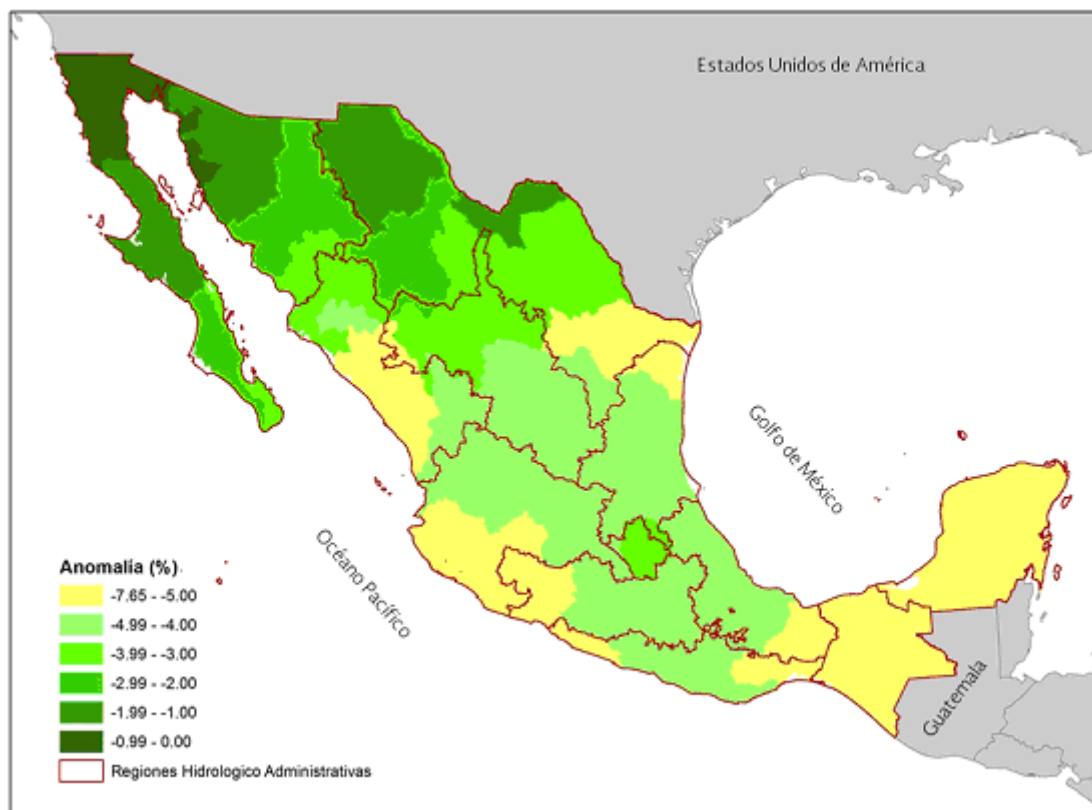 Estados Unidos de América
Golfo de México
Océano Pacífico
Guatemala
Anomalía (%)
-7.65 - -5.00
-4.99 - -4.00
-3.99 - -3.00
-2.99 - -2.00
-1.99 - -1.00
-0.99 - 0.00
Regiones Hidrologico Administrativas